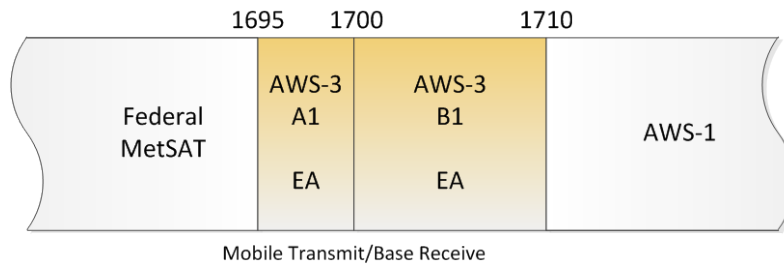 1695 1700 1710
Federal
MetSAT
AWS-3
A1
EA
AWS-3
B1
EA
AWS-1
Mobile Transmit/Base Receive